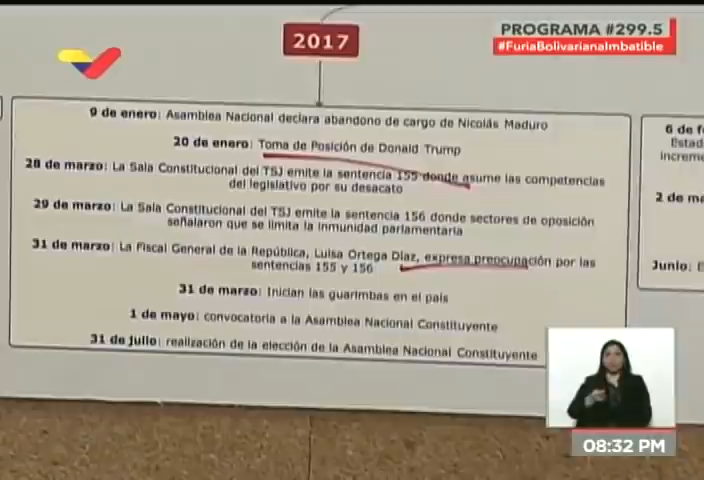 PROGRAMA #299.5
#FuriaBolivarianaImbatible
2017
9 de enero: Asamblea Nacional declara abandono de cargo de Nicolás Maduro
20 de enero: Toma de Posición de Donald Trump
28 de marzo: La Sala Constitucional del TSJ emite la sentencia 155 donde asume las competencias
del legislativo por su desacato
29 de marzo: La Sala Constitucional del TSJ emite la sentencia 156 donde sectores de oposición
señalaron que se limita la inmunidad parlamentaria
31 de marzo: La Fiscal General de la República, Luisa Ortega Díaz, expresa preocupación por las
sentencias 155 y 156
31 de marzo: Inician las guarimbas en el país
1 de mayo: convocatoria a la Asamblea Nacional Constituyente
31 de julio: realización de la elección de la Asamblea Nacional Constituyente
6 de
2 de
Junio:
08:32 PM